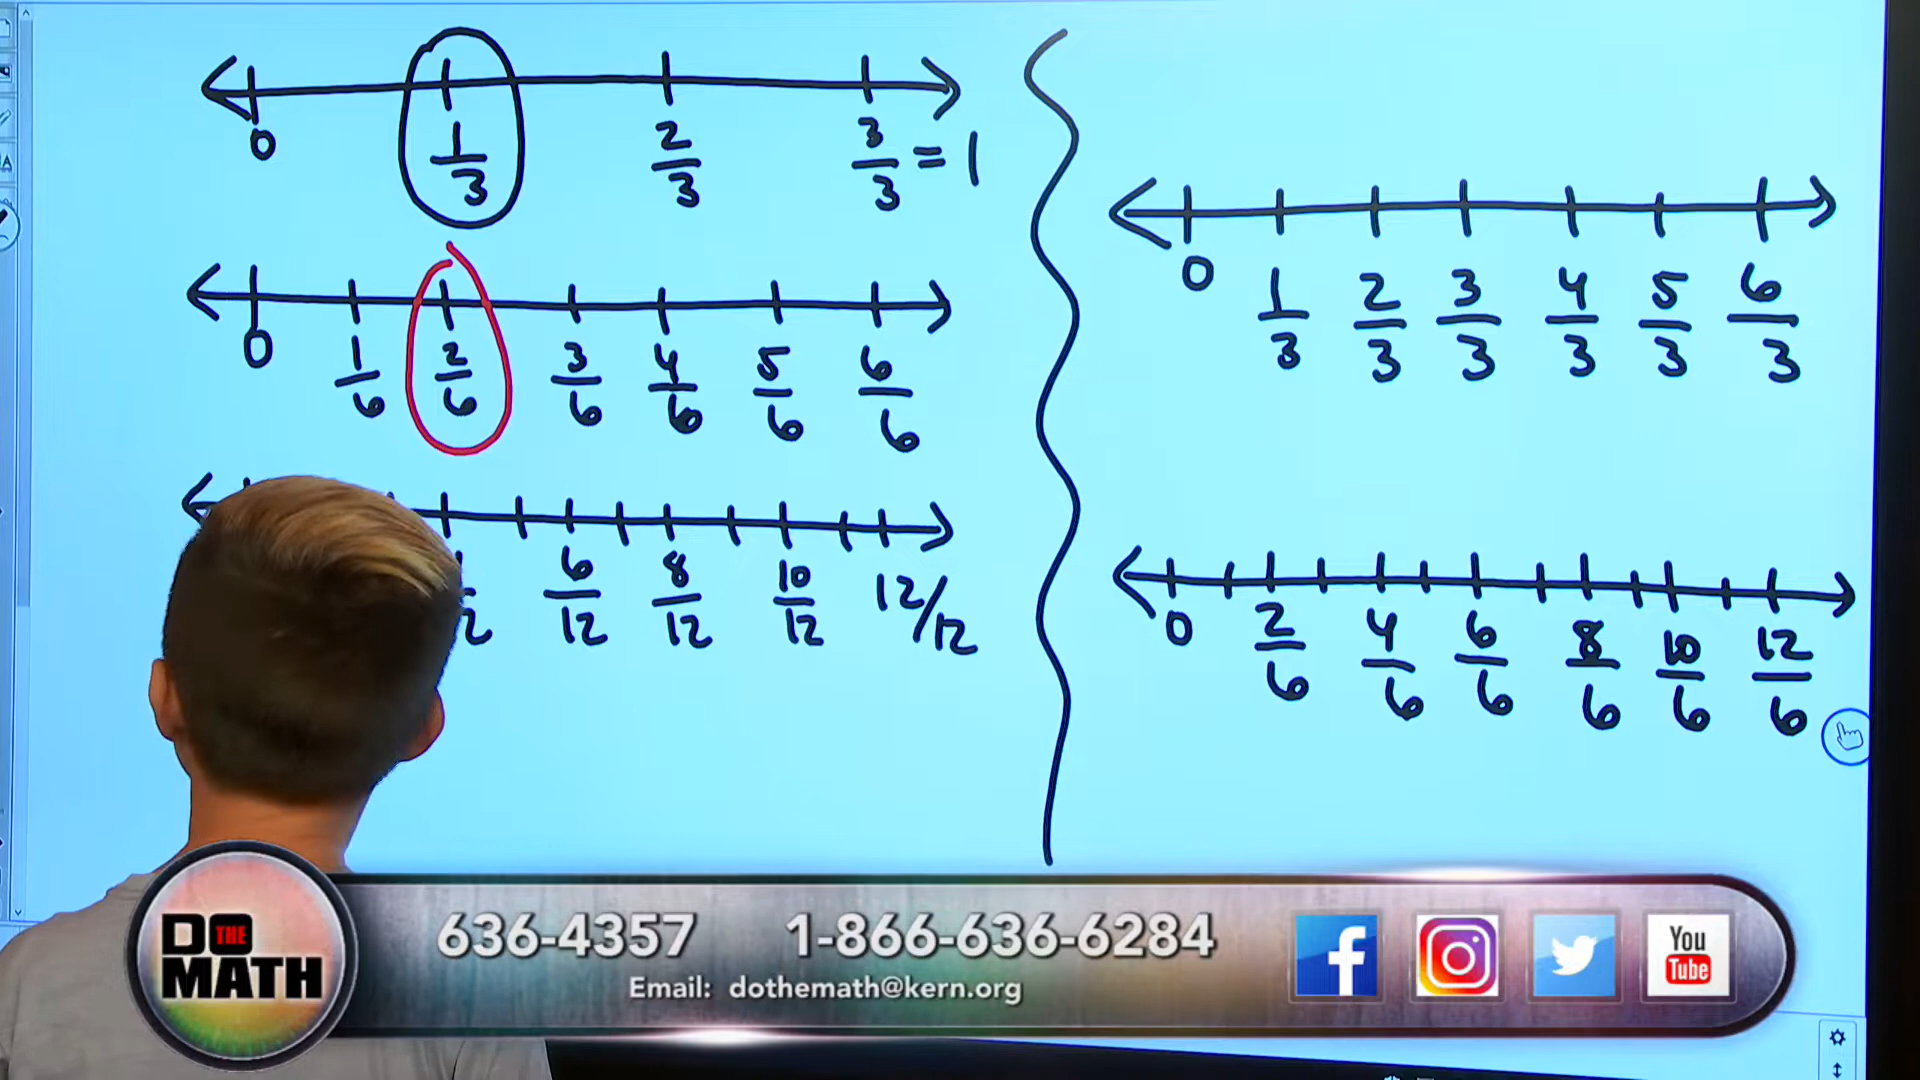 0 1/3 2/3 3/3 = 1
0 1/6 2/6 3/6 4/6 5/6 6/6
6/12 8/12 10/12 12/12
0 1/3 2/3 3/3 4/3 5/3 6/3
0 2/6 4/6 6/6 8/6 10/6 12/6
DO THE MATH
636-4357 1-866-636-6284
Email: dothemath@kern.org
f
You
Tube